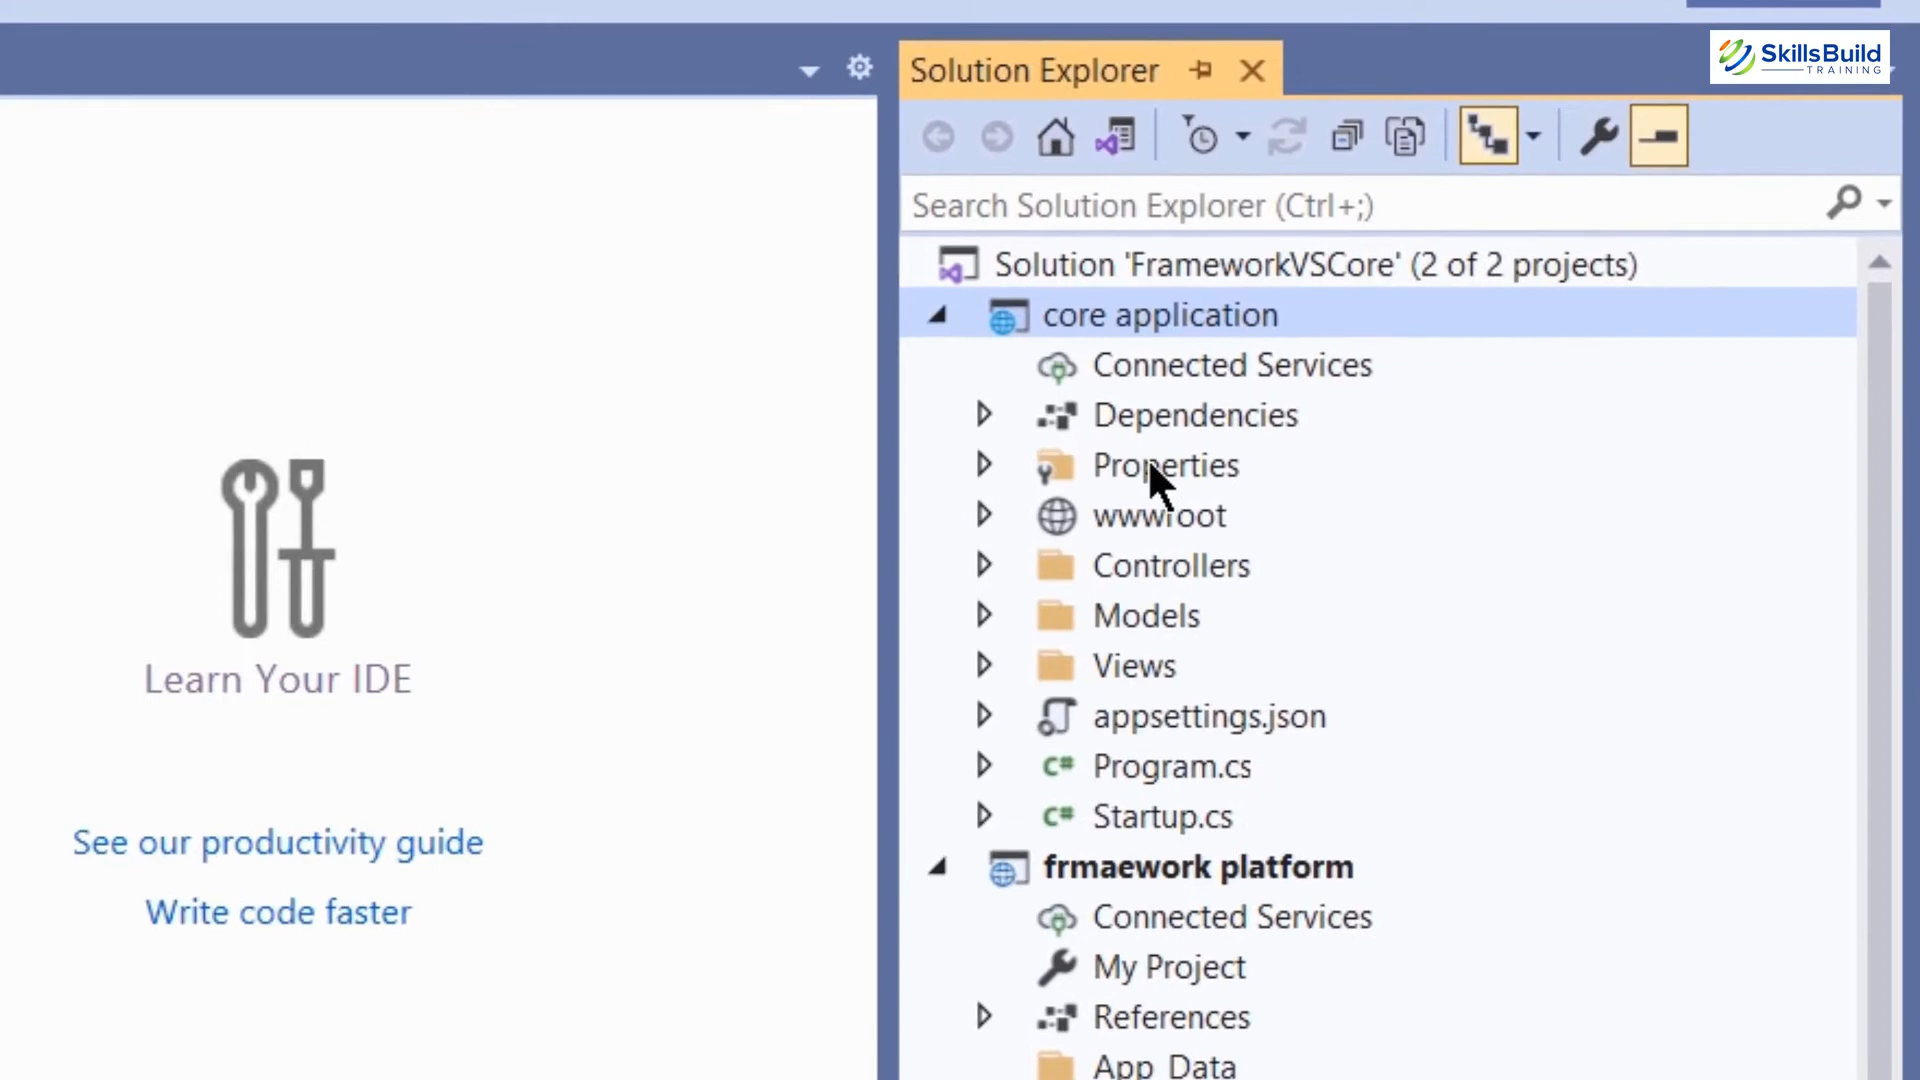 SkillsBuild
TRAINING
Solution Explorer
Search Solution Explorer (Ctrl+;)
Solution 'FrameworkVSCore' (2 of 2 projects)
core application
Connected Services
Dependencies
Properties
wwwroot
Controllers
Models
Views
appsettings.json
C# Program.cs
C# Startup.cs
frmaework platform
Connected Services
My Project
References
App_Data
Learn Your IDE
See our productivity guide
Write code faster